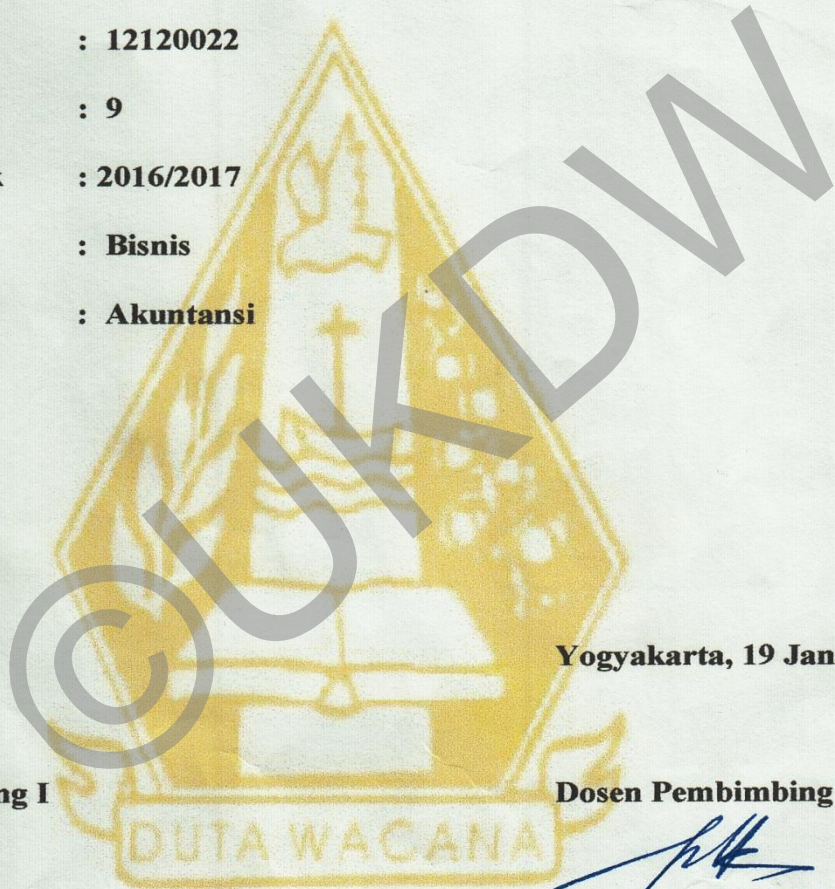 : 12120022
: 9
k : 2016/2017
: Bisnis
: Akuntansi
©UKDW
Yogyakarta, 19 Jan
ng I Dosen Pembimbing
DUTA WACANA